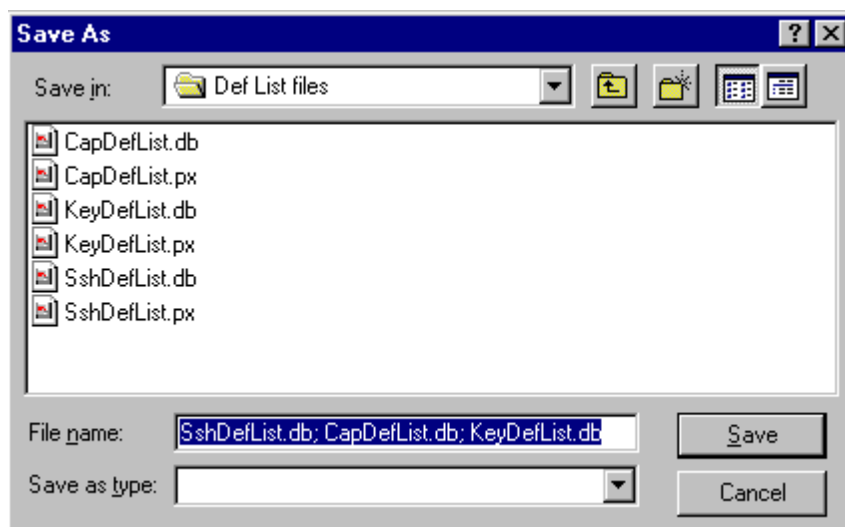 Save As
Save in: Def List files
CapDefList.db
CapDefList.px
KeyDefList.db
KeyDefList.px
SshDefList.db
SshDefList.px
File name: SshDefList.db; CapDefList.db; KeyDefList.db Save
Save as type: Cancel